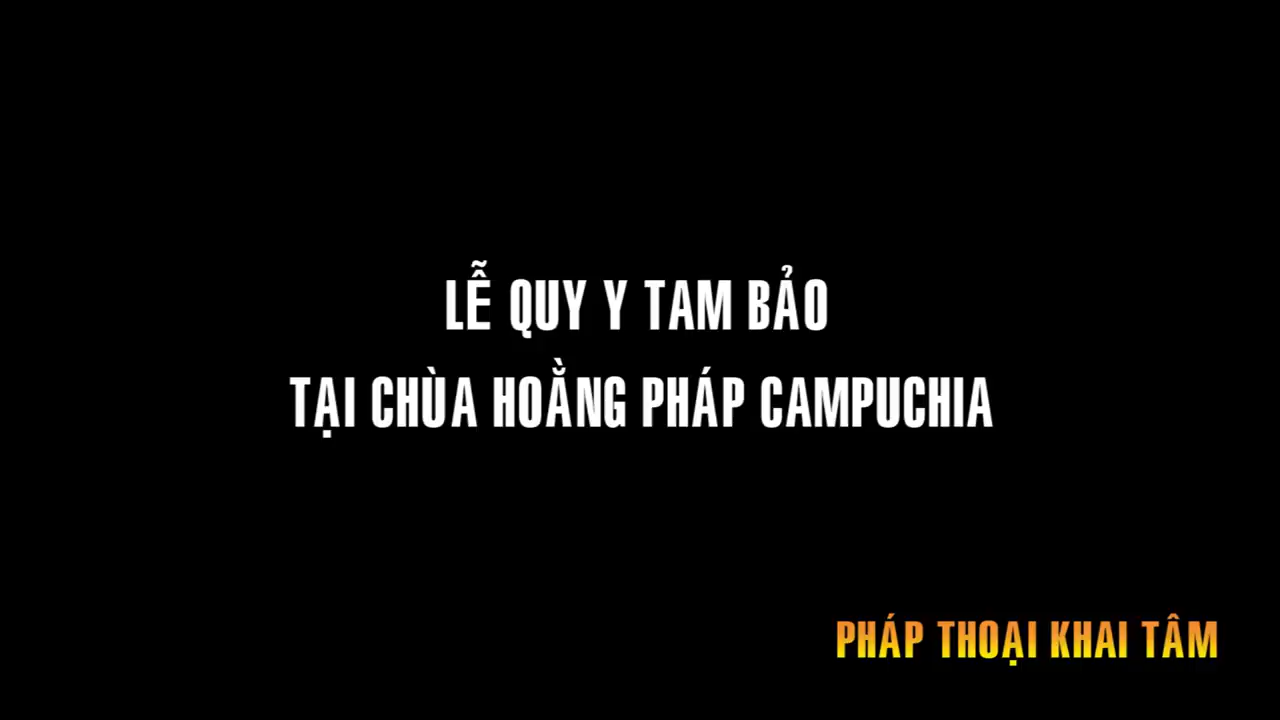 LỄ QUY Y TAM BẢO
TẠI CHÙA HOẰNG PHÁP CAMPUCHIA
PHÁP THOẠI KHAI TÂM